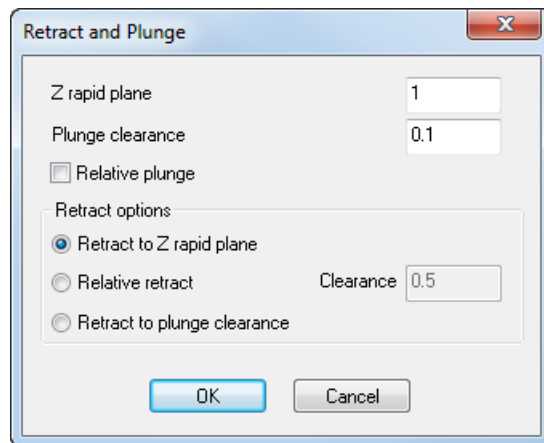 Retract and Plunge
Z rapid plane 1
Plunge clearance 0.1
Relative plunge
Retract options
Retract to Z rapid plane
Relative retract Clearance 0.5
Retract to plunge clearance
OK Cancel